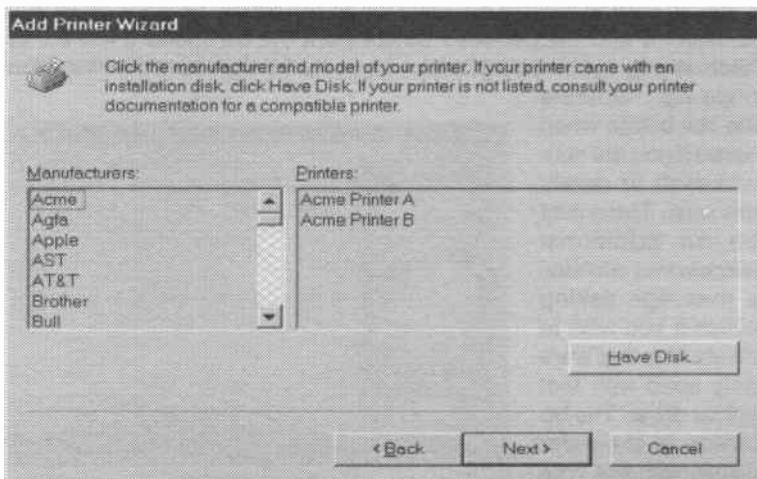 Add Printer Wizard
Click the manufacturer and model of your printer. If your printer came with an
installation disk, click Have Disk. If your printer is not listed, consult your printer
documentation for a compatible printer.
Manufacturers:
Printers:
Acme
Agfa
Apple
AST
AT&T
Brother
Bull
Acme Printer A
Acme Printer B
Have Disk...
< Back
Next >
Cancel